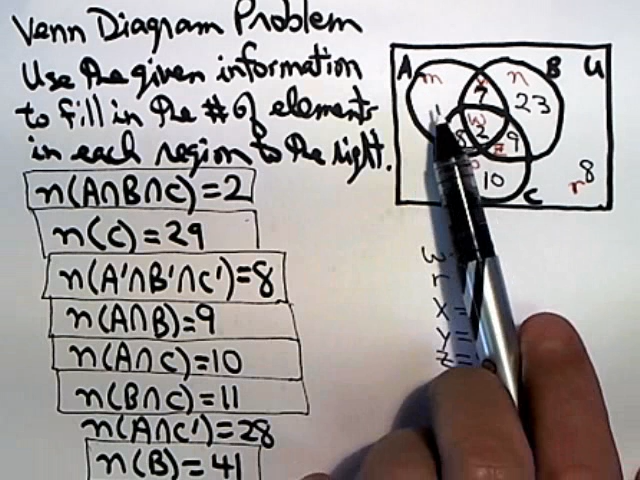 Venn Diagram Problem
Use the given information
to fill in the # of elements
in each region to the right.
n(A∩B∩C)=2
n(C)=29
n(A'∩B'∩C')=8
n(A∩B)=9
n(A∩C)=10
n(B∩C)=11
n(A∩C')=28
n(B)=41
A B U
m n
7 23
w
8 2 9
z
10 C
r 8
w
r
x =
y =
z =